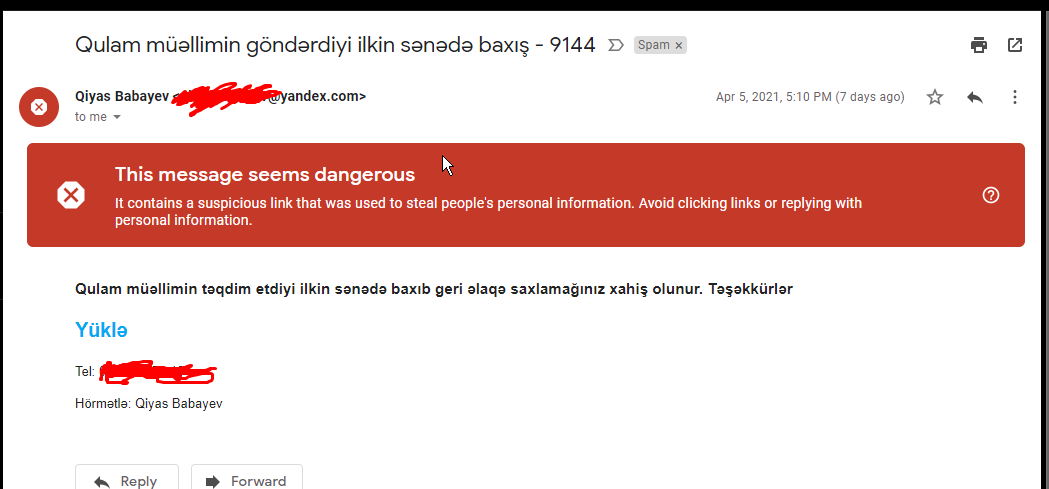 Qulam müəllimin göndərdiyi ilkin sənədə baxış - 9144
Spam ×
Qiyas Babayev < @yandex.com>
Apr 5, 2021, 5:10 PM (7 days ago)
to me
This message seems dangerous
It contains a suspicious link that was used to steal people's personal information. Avoid clicking links or replying with
personal information.
Qulam müəllimin təqdim etdiyi ilkin sənədə baxıb geri əlaqə saxlamağınız xahiş olunur. Təşəkkürlər
Yüklə
Tel:
Hörmətlə: Qiyas Babayev
Reply
Forward